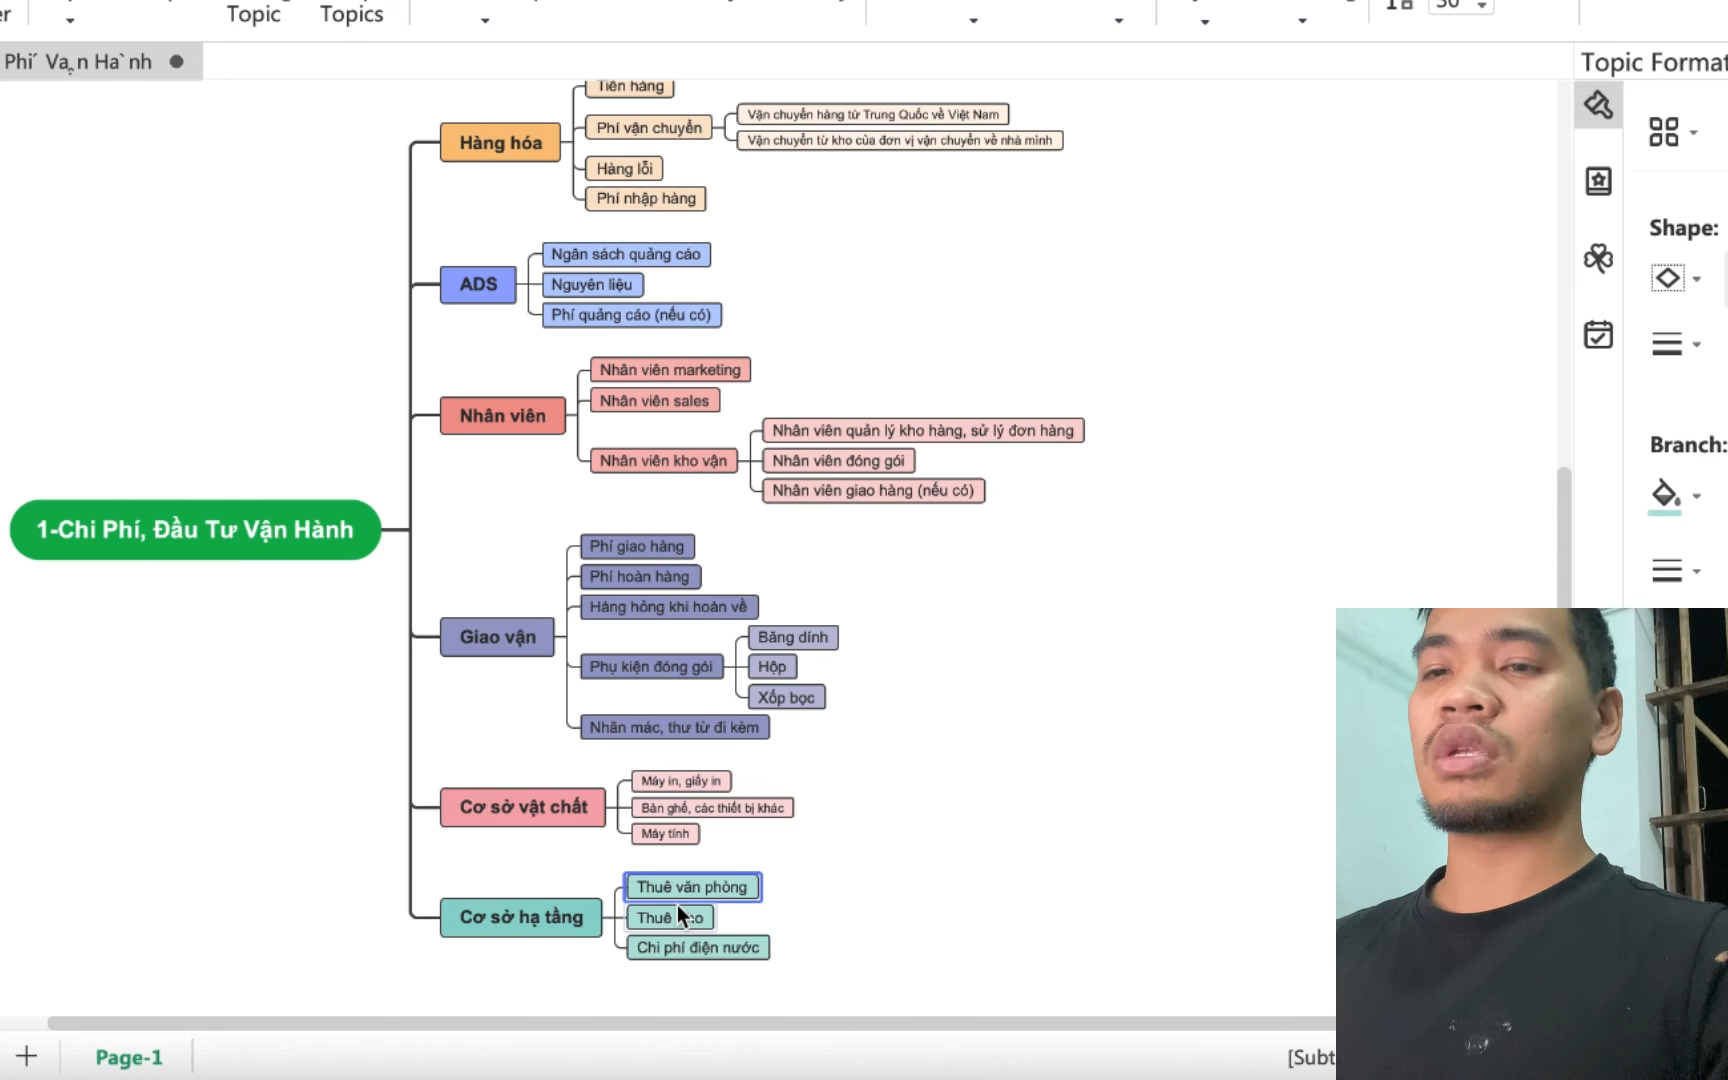 er
Topic
Topics
30
Phí Vận Hành
Topic Format
Tiền hàng
Hàng hóa
Phí vận chuyển
Vận chuyển hàng từ Trung Quốc về Việt Nam
Vận chuyển từ kho của đơn vị vận chuyển về nhà mình
Hàng lỗi
Phí nhập hàng
ADS
Ngân sách quảng cáo
Nguyên liệu
Phí quảng cáo (nếu có)
Nhân viên
Nhân viên marketing
Nhân viên sales
Nhân viên kho vận
Nhân viên quản lý kho hàng, sử lý đơn hàng
Nhân viên đóng gói
Nhân viên giao hàng (nếu có)
1-Chi Phí, Đầu Tư Vận Hành
Giao vận
Phí giao hàng
Phí hoàn hàng
Hàng hỏng khi hoàn về
Phụ kiện đóng gói
Băng dính
Hộp
Xốp bọc
Nhãn mác, thư từ đi kèm
Cơ sở vật chất
Máy in, giấy in
Bàn ghế, các thiết bị khác
Máy tính
Cơ sở hạ tầng
Thuê văn phòng
Thuê
Chi phí điện nước
Shape:
Branch:
Page-1
[Subt